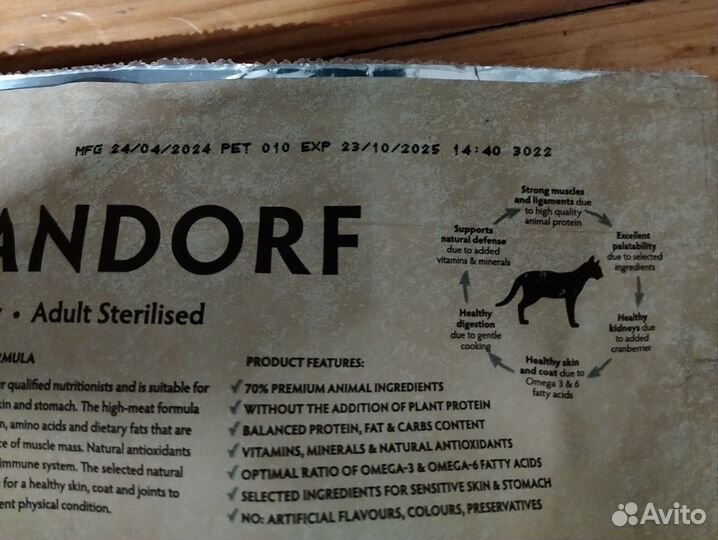 MFG 24/04/2024 PET 010 EXP 23/10/2025 14:40 3022
ANDORF
• Adult Sterilised
Strong muscles
and ligaments due
to high quality
animal protein
Excellent
palatability
due to selected
ingredients
Healthy
kidneys due
to added
cranberries
Healthy skin
and coat due to
Omega 3 & 6
fatty acids
Healthy
digestion
due to gentle
cooking
Supports
natural defense
due to added
vitamins & minerals
RMULA
ur qualified nutritionists and is suitable for
kin and stomach. The high-meat formula
n, amino acids and dietary fats that are
ce of muscle mass. Natural antioxidants
immune system. The selected natural
for a healthy skin, coat and joints to
ent physical condition.
PRODUCT FEATURES:
✓ 70% PREMIUM ANIMAL INGREDIENTS
✓ WITHOUT THE ADDITION OF PLANT PROTEIN
✓ BALANCED PROTEIN, FAT & CARBS CONTENT
✓ VITAMINS, MINERALS & NATURAL ANTIOXIDANTS
✓ OPTIMAL RATIO OF OMEGA-3 & OMEGA-6 FATTY ACIDS
✓ SELECTED INGREDIENTS FOR SENSITIVE SKIN & STOMACH
✓ NO: ARTIFICIAL FLAVOURS, COLOURS, PRESERVATIVES
Avito